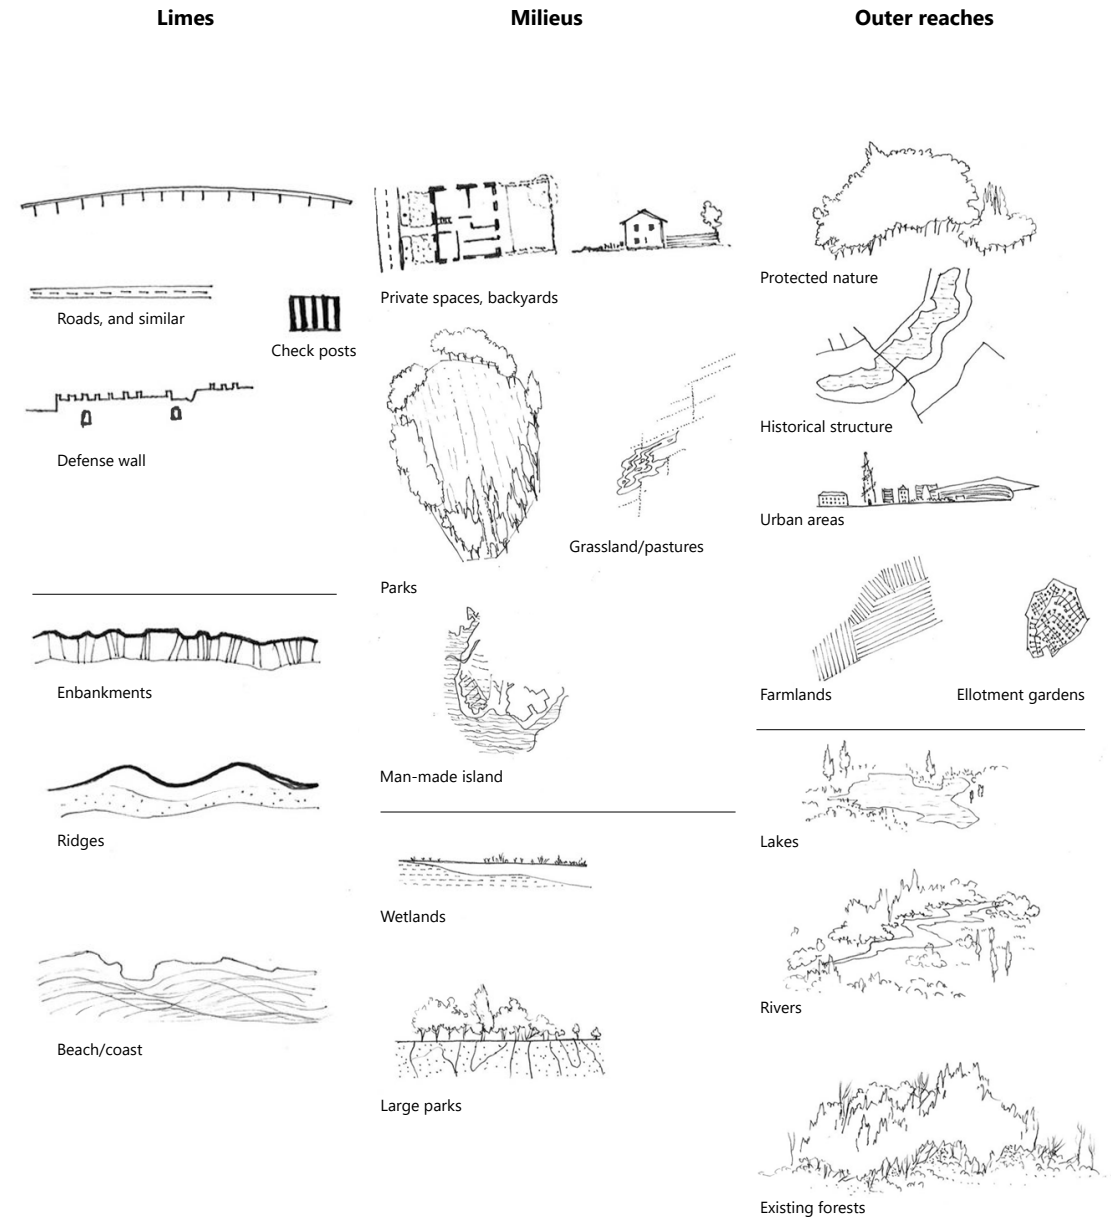 Limes
Milieus
Outer reaches
Roads, and similar
Check posts
Defense wall
Enbankments
Ridges
Beach/coast
Private spaces, backyards
Parks
Grassland/pastures
Man-made island
Wetlands
Large parks
Protected nature
Historical structure
Urban areas
Farmlands
Ellotment gardens
Lakes
Rivers
Existing forests